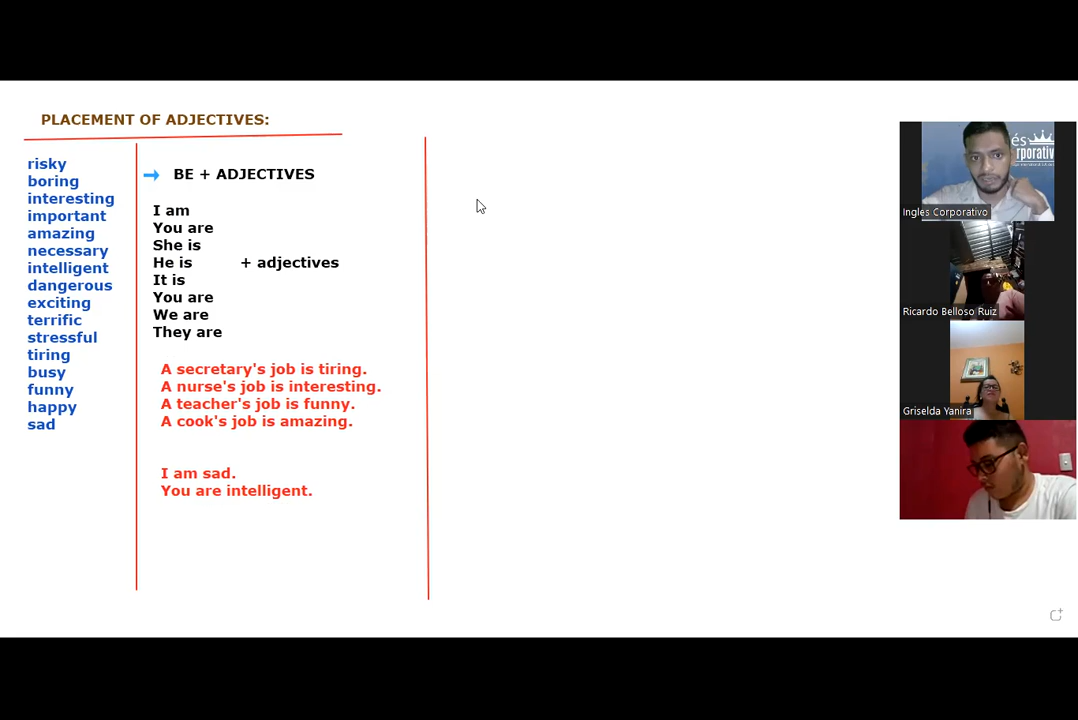 PLACEMENT OF ADJECTIVES:
risky
boring
interesting
important
amazing
necessary
intelligent
dangerous
exciting
terrific
stressful
tiring
busy
funny
happy
sad
BE + ADJECTIVES
I am
You are
She is
He is + adjectives
It is
You are
We are
They are
A secretary's job is tiring.
A nurse's job is interesting.
A teacher's job is funny.
A cook's job is amazing.
I am sad.
You are intelligent.
és
rporativ
Ingles Corporativo
Ricardo Belloso Ruiz
Griselda Yanira